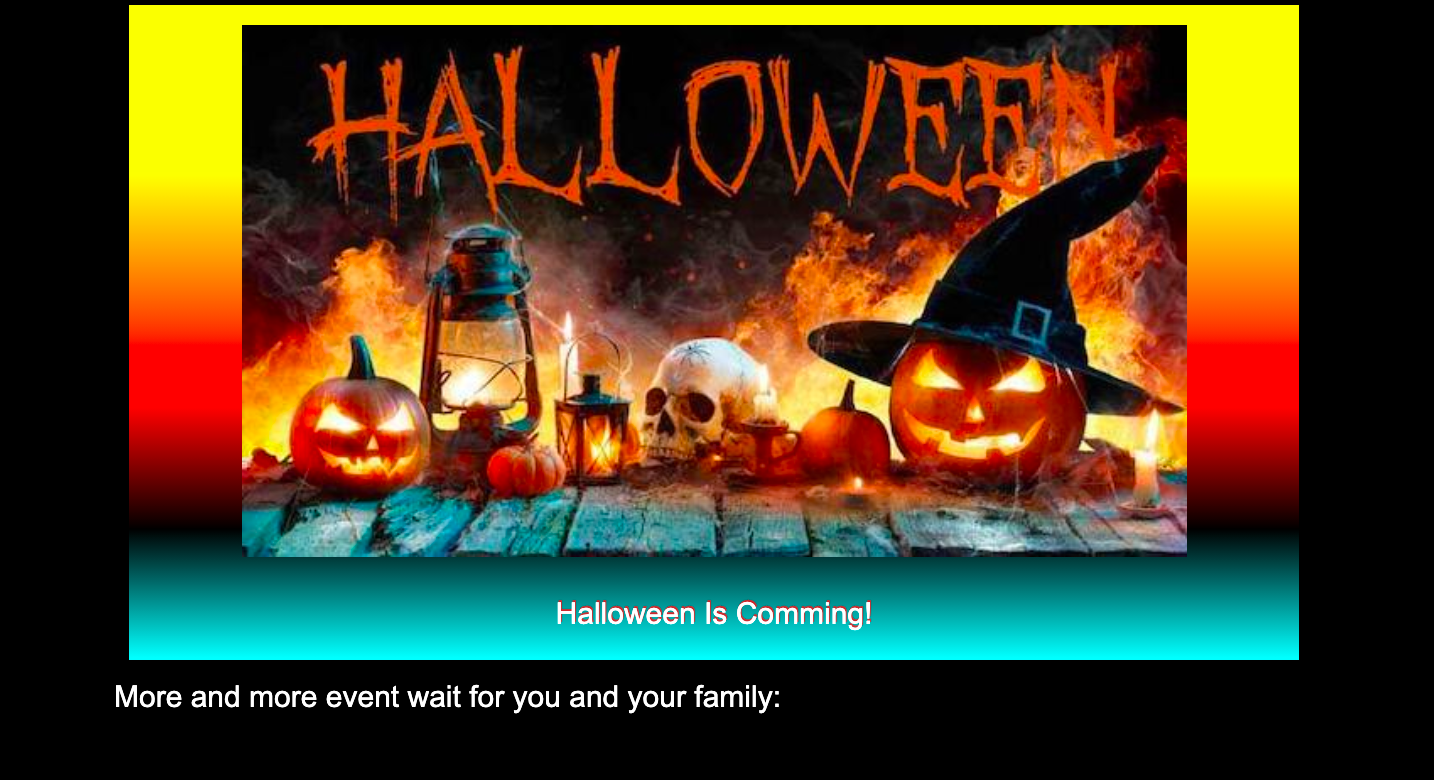 HALLOWEEN
Halloween Is Comming!
More and more event wait for you and your family: